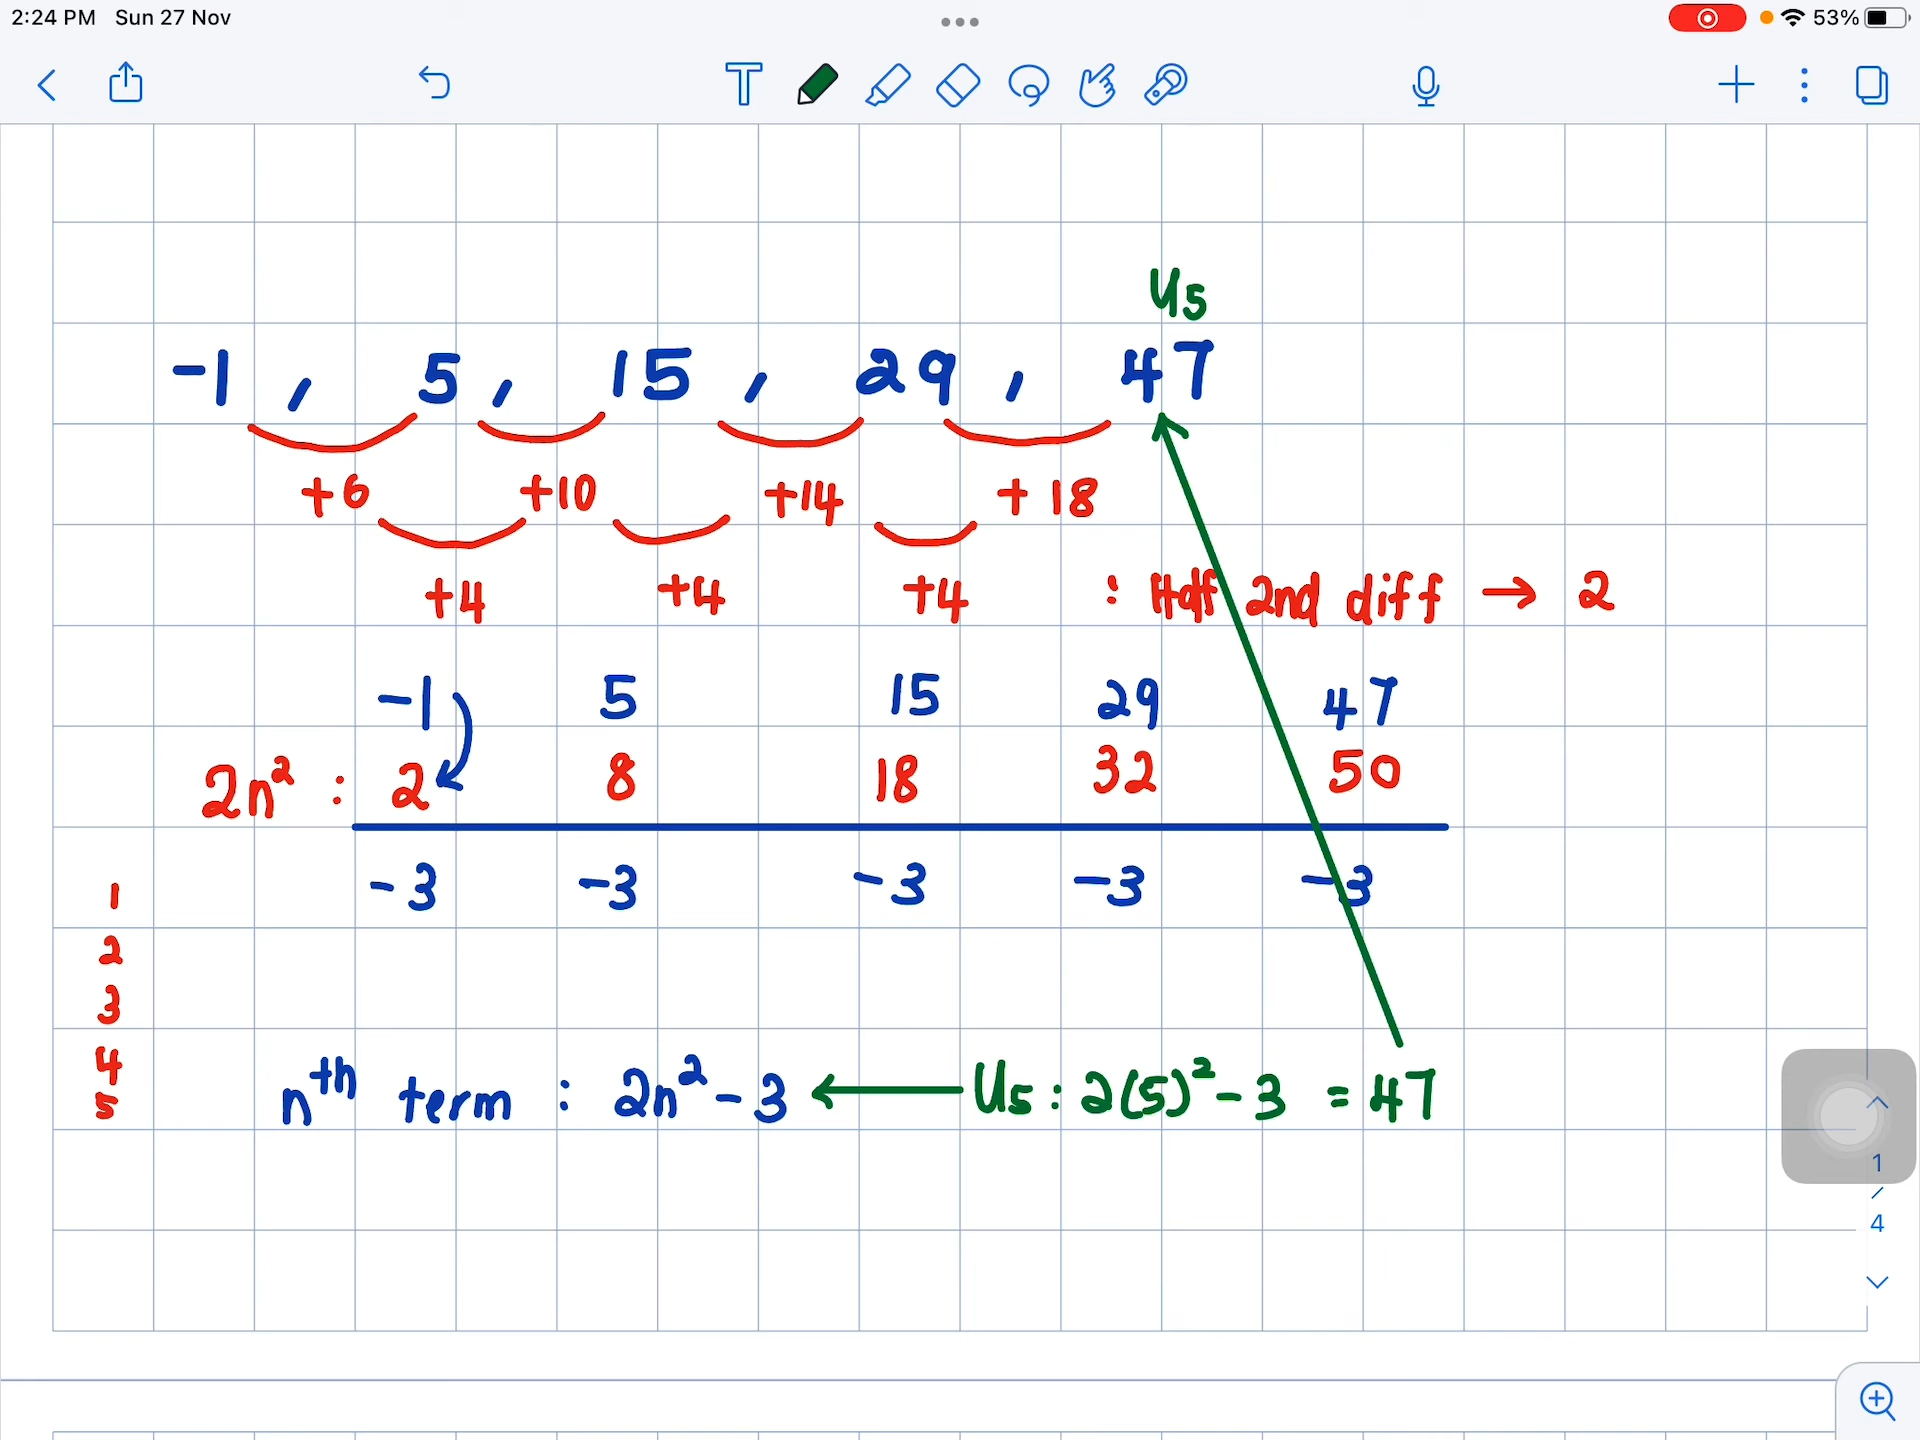 2:24 PM Sun 27 Nov
53%
T
U5
-1 , 5 , 15 , 29 , 47
+6 +10 +14 + 18
+4 +4 +4 : Half 2nd diff → 2
-1 5 15 29 47
2n² : 2 8 18 32 50
-3 -3 -3 -3 -3
1
2
3
4
5
nth term : 2n² - 3 ← U5 : 2(5)² - 3 = 47
1
/
4